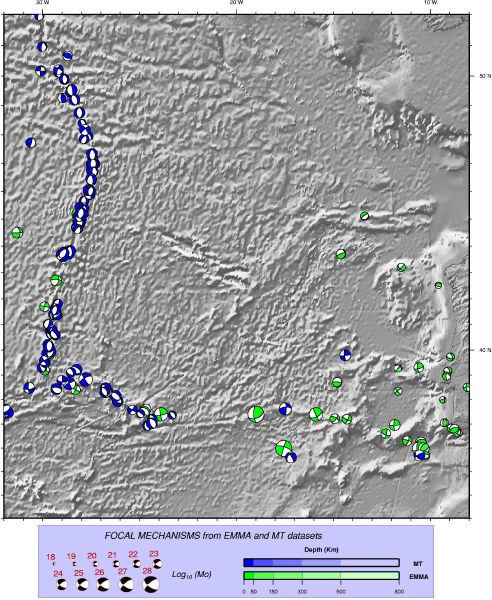 30˚W 20˚W 10˚W
50˚N
40˚N
FOCAL MECHANISMS from EMMA and MT datasets
18 19 20 21 22 23
24 25 26 27 28
Log10 (Mo)
Depth (Km)
MT
EMMA
0 50 150 300 500 800